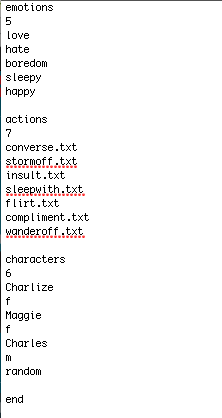 emotions
5
love
hate
boredom
sleepy
happy

actions
7
converse.txt
stormoff.txt
insult.txt
sleepwith.txt
flirt.txt
compliment.txt
wanderoff.txt

characters
6
Charlize
f
Maggie
f
Charles
m
random

end